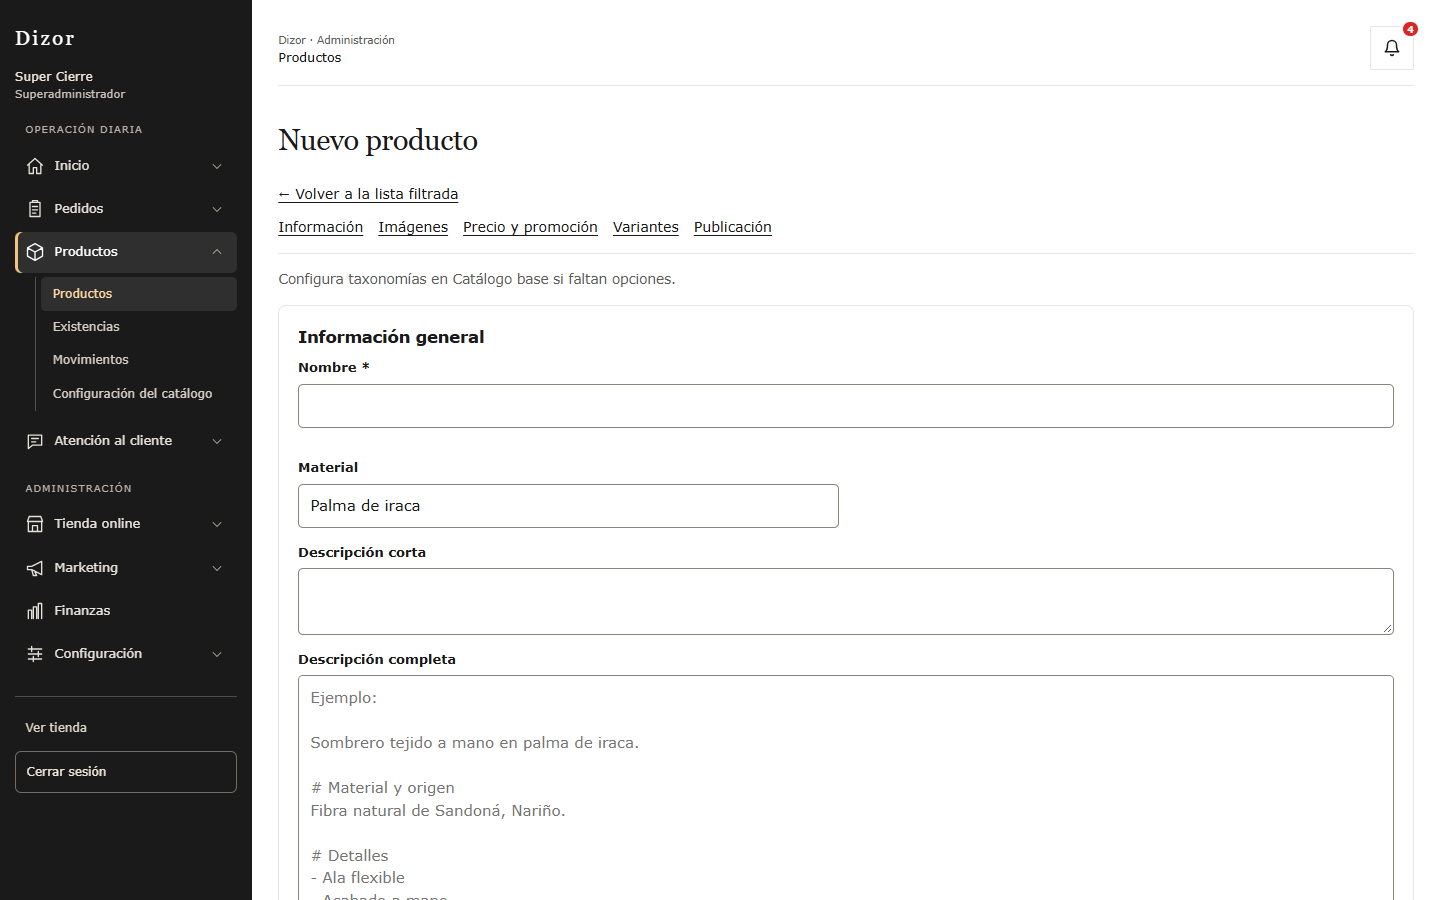 Dizor
Super Cierre
Superadministrador
OPERACIÓN DIARIA
Inicio
Pedidos
Productos
Productos
Existencias
Movimientos
Configuración del catálogo
Atención al cliente
ADMINISTRACIÓN
Tienda online
Marketing
Finanzas
Configuración
Ver tienda
Cerrar sesión
Dizor · Administración
Productos
4
Nuevo producto
← Volver a la lista filtrada
Información Imágenes Precio y promoción Variantes Publicación
Configura taxonomías en Catálogo base si faltan opciones.
Información general
Nombre *
Material
Palma de iraca
Descripción corta
Descripción completa
Ejemplo:
Sombrero tejido a mano en palma de iraca.
# Material y origen
Fibra natural de Sandoná, Nariño.
# Detalles
- Ala flexible
- Acabado a mano